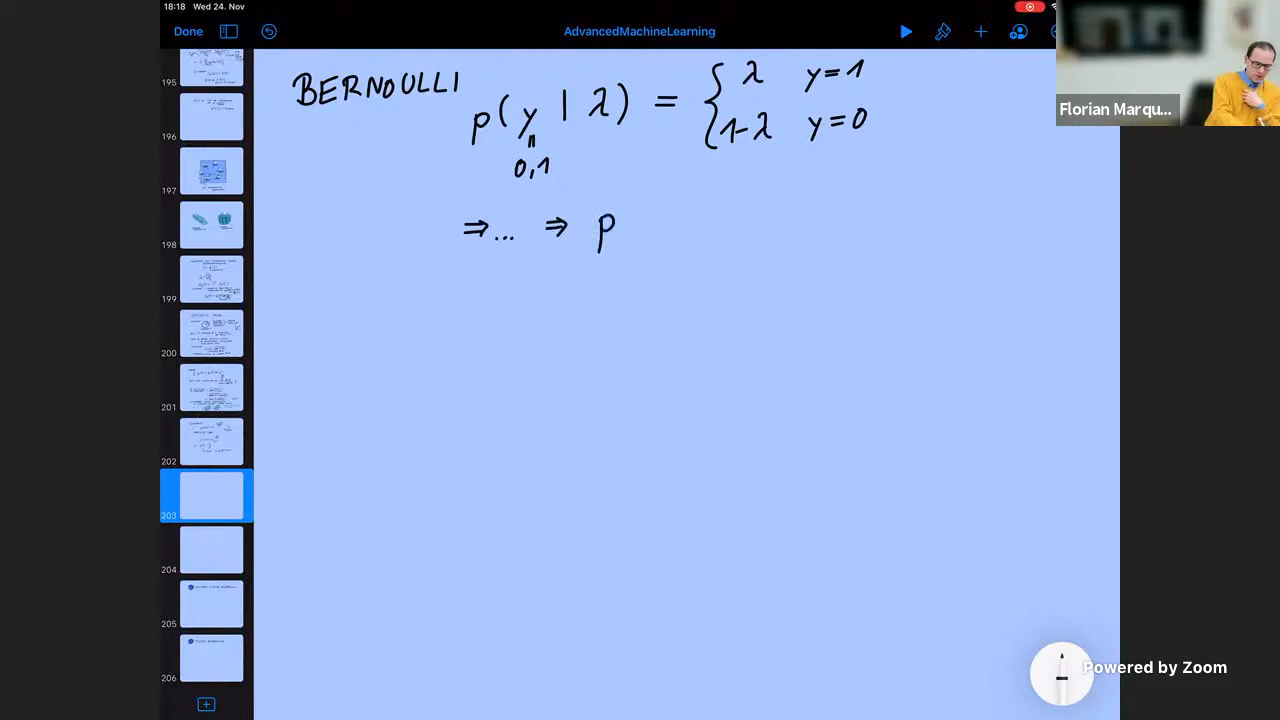 18:18 Wed 24. Nov
Done
AdvancedMachineLearning
Florian Marqu...
BERNOULLI
p(y | λ) = { λ y=1
1-λ y=0
0,1
⇒... ⇒ p
195
196
197
198
199
200
201
202
203
204
205
206
Powered by Zoom